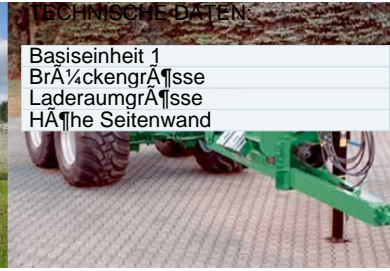 TECHNISCHE DATEN:
Basiseinheit 1
BrÃ¼ckengrÃ¶sse
LaderaumgrÃ¶sse
HÃ¶he Seitenwand